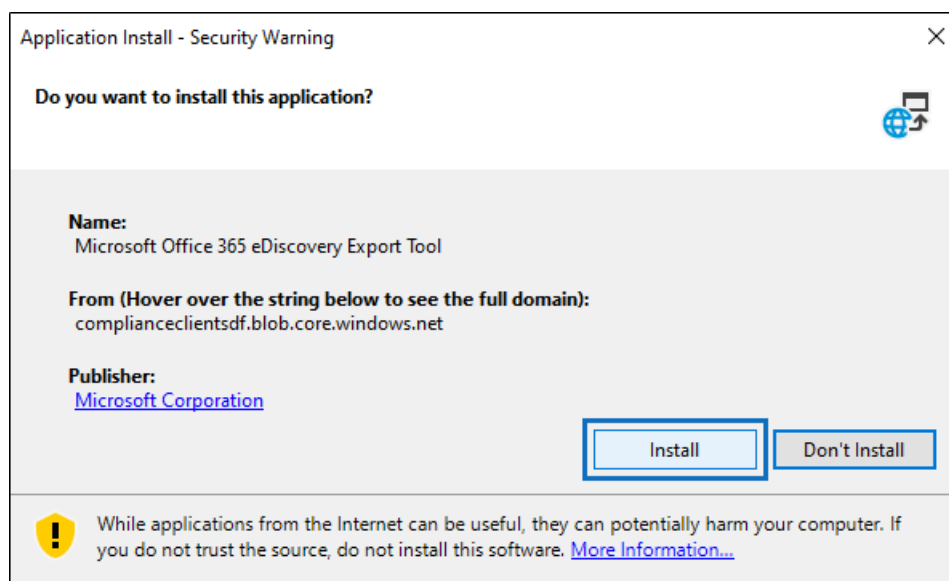 Application Install - Security Warning
Do you want to install this application?
Name:
Microsoft Office 365 eDiscovery Export Tool
From (Hover over the string below to see the full domain):
complianceclientsdf.blob.core.windows.net
Publisher:
Microsoft Corporation
Install
Don't Install
While applications from the Internet can be useful, they can potentially harm your computer. If
you do not trust the source, do not install this software. More Information...